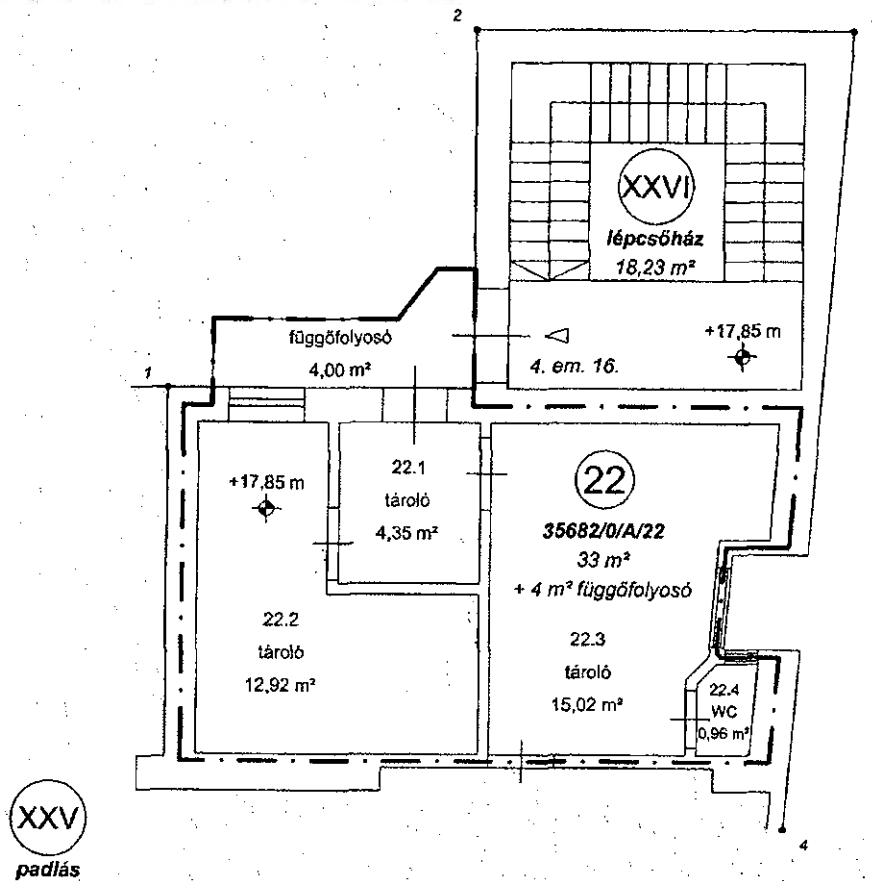 2
XXVI
lépcsőház
18,23 m²
függőfolyosó
4,00 m²
+17,85 m
4. em. 16.
1
22.1
tároló
4,35 m²
+17,85 m
22
35682/0/A/22
33 m²
+ 4 m² függőfolyosó
22.2
tároló
12,92 m²
22.3
tároló
15,02 m²
22.4
WC
0,96 m²
XXV
padlás
4